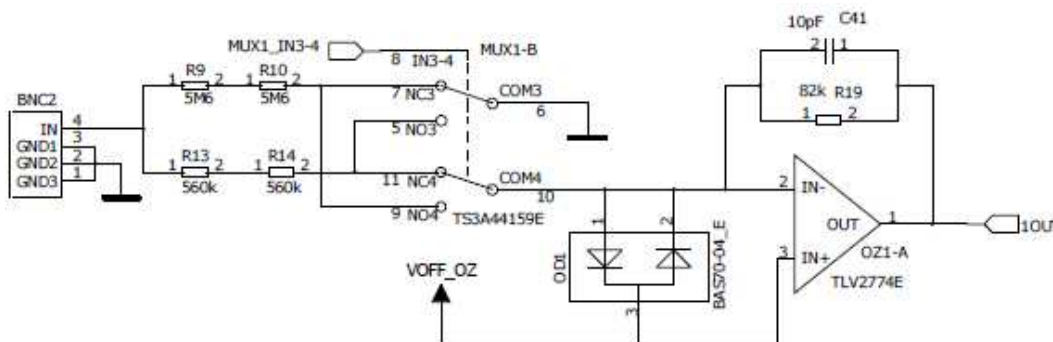 10pF C41
2 1
MUX1_IN3-4
8 IN3-4
MUX1-B
R9 R10
1 2 1 2
5M6 5M6
7 NC3
COM3
6
82k R19
1 2
BNC2
IN 4
GND1 3
GND2 2
GND3 1
5 NO3
R13 R14
1 2 1 2
560k 560k
11 NC4
COM4
10
9 NO4
TS3A44159E
2 IN-
OUT 1
1OUT
3 IN+
OZ1-A
TLV2774E
1 2
OD1
BAS70-04_E
3
VOFF_OZ